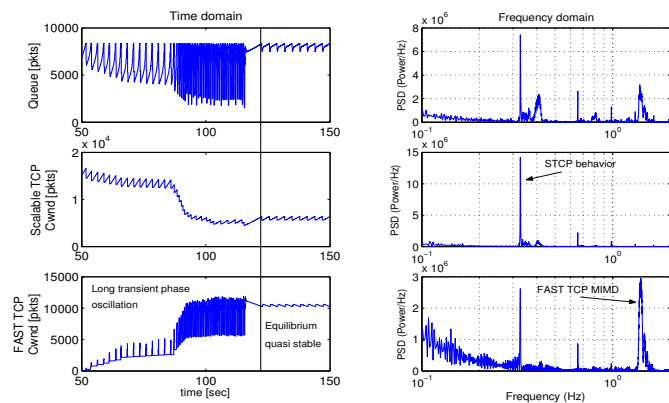 Time domain
Queue [pkts]
10000
5000
0
50
100
150
Scalable TCP
Cwnd [pkts]
x 10^4
2
1
0
50
100
150
FAST TCP
Cwnd [pkts]
15000
10000
5000
0
Long transient phase
oscillation
Equilibrium
quasi stable
50
100
150
time [sec]
Frequency domain
PSD (Power/Hz)
x 10^6
8
6
4
2
0
10^-1
10^0
PSD (Power/Hz)
x 10^6
15
10
5
0
STCP behavior
10^-1
10^0
PSD (Power/Hz)
x 10^6
3
2
1
0
FAST TCP MIMD
10^-1
10^0
Frequency (Hz)